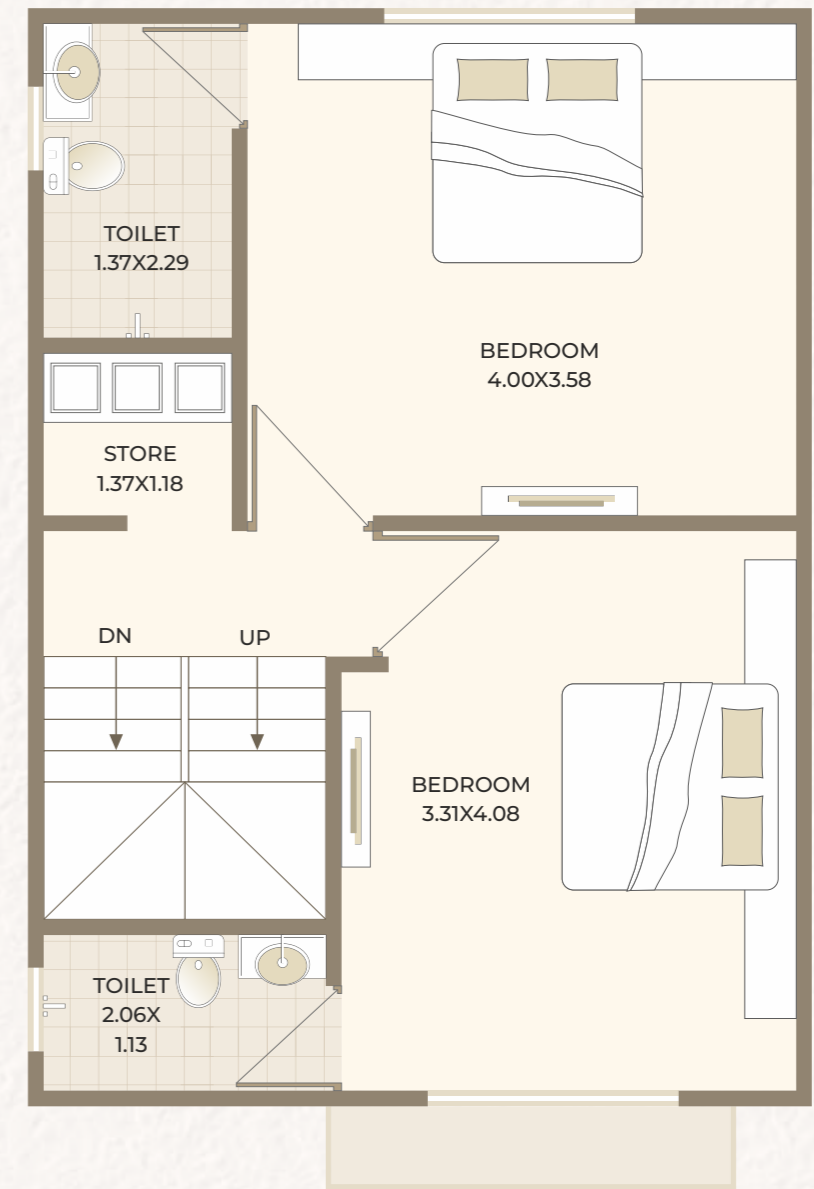 TOILET
1.37X2.29
BEDROOM
4.00X3.58
STORE
1.37X1.18
DN
UP
BEDROOM
3.31X4.08
TOILET
2.06X
1.13